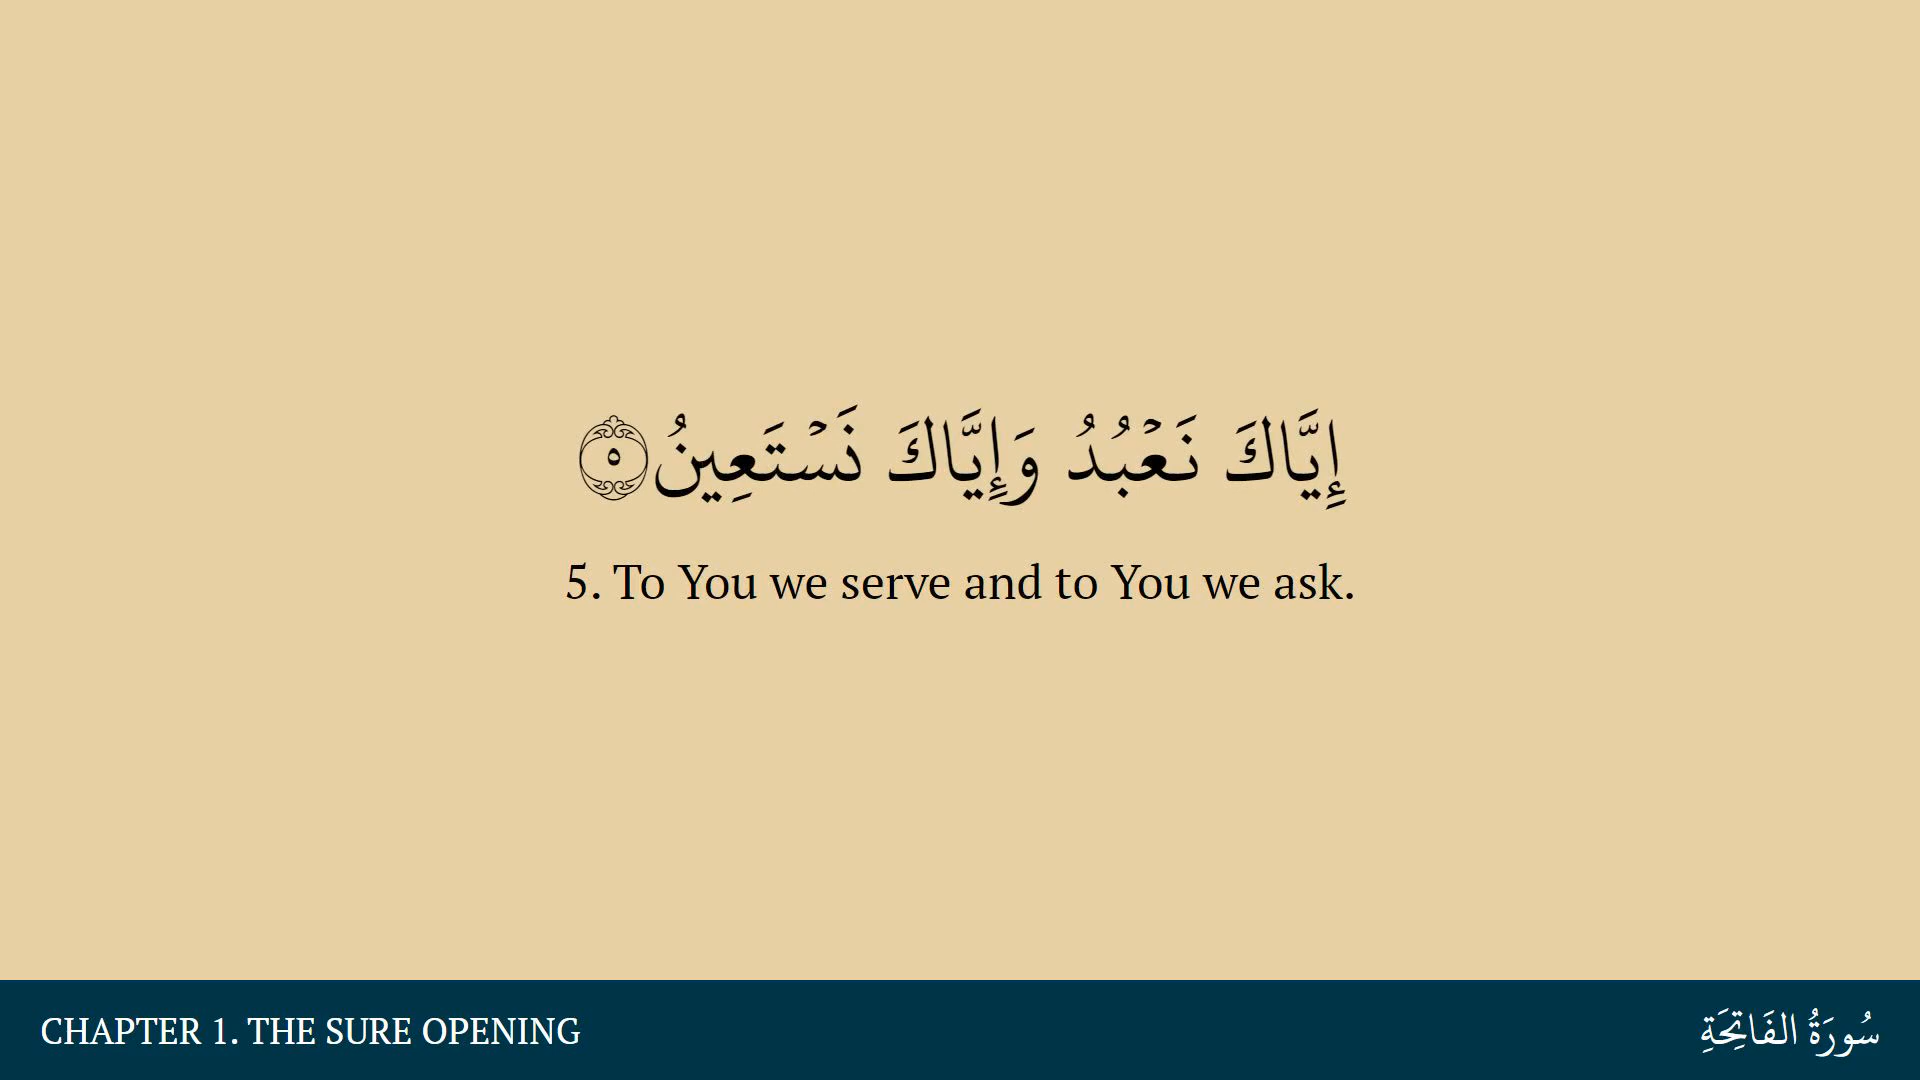 إِيَّاكَ نَعۡبُدُ وَإِيَّاكَ نَسۡتَعِينُ ۝٥
5. To You we serve and to You we ask.
CHAPTER 1. THE SURE OPENING
سُورَةُ الفَاتِحَةِ